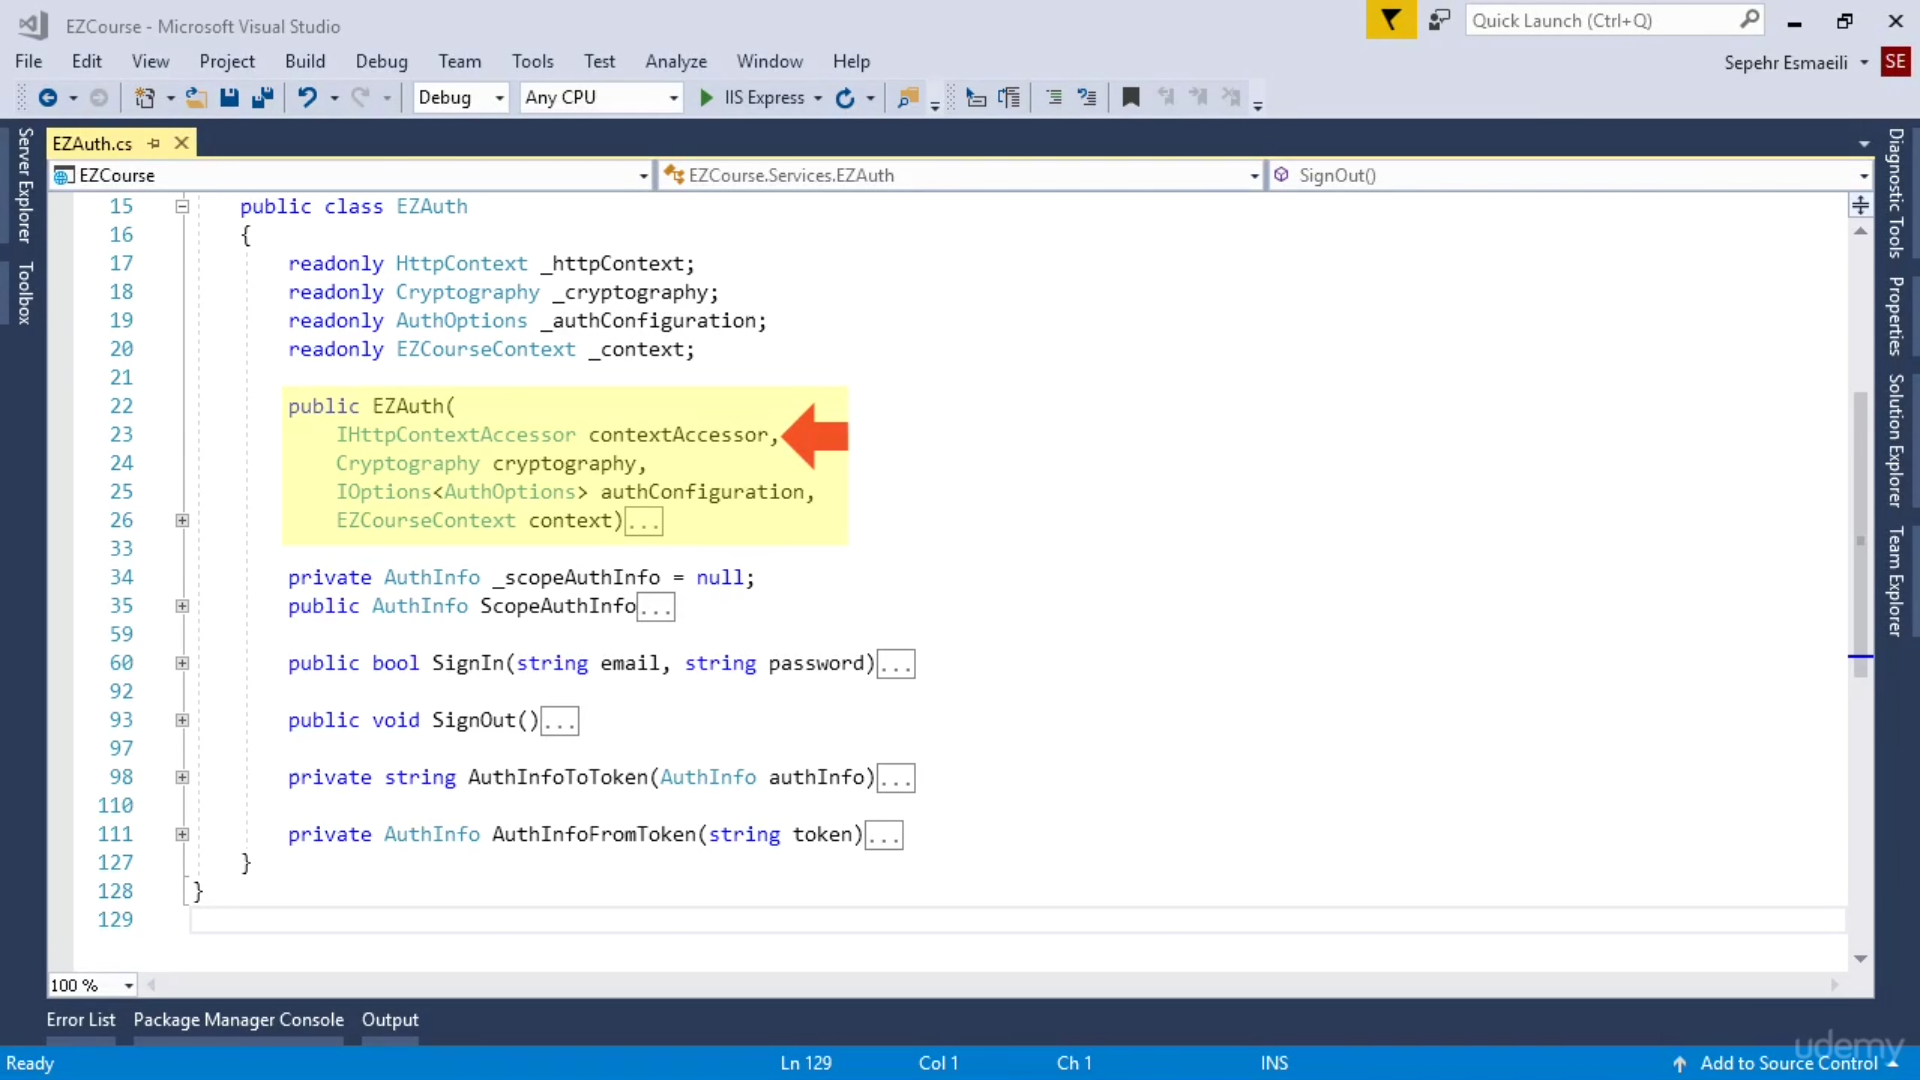 EZCourse - Microsoft Visual Studio
Quick Launch (Ctrl+Q)
File Edit View Project Build Debug Team Tools Test Analyze Window Help
Sepehr Esmaeili SE
Debug Any CPU IIS Express
Server Explorer
Toolbox
EZAuth.cs
EZCourse EZCourse.Services.EZAuth SignOut()
15 public class EZAuth
16 {
17 readonly HttpContext _httpContext;
18 readonly Cryptography _cryptography;
19 readonly AuthOptions _authConfiguration;
20 readonly EZCourseContext _context;
21
22 public EZAuth(
23 IHttpContextAccessor contextAccessor,
24 Cryptography cryptography,
25 IOptions<AuthOptions> authConfiguration,
26 EZCourseContext context)...
33
34 private AuthInfo _scopeAuthInfo = null;
35 public AuthInfo ScopeAuthInfo...
59
60 public bool SignIn(string email, string password)...
92
93 public void SignOut()...
97
98 private string AuthInfoToToken(AuthInfo authInfo)...
110
111 private AuthInfo AuthInfoFromToken(string token)...
127 }
128 }
129
Diagnostic Tools
Properties
Solution Explorer
Team Explorer
100 %
Error List Package Manager Console Output
udemy
Ready Ln 129 Col 1 Ch 1 INS Add to Source Control